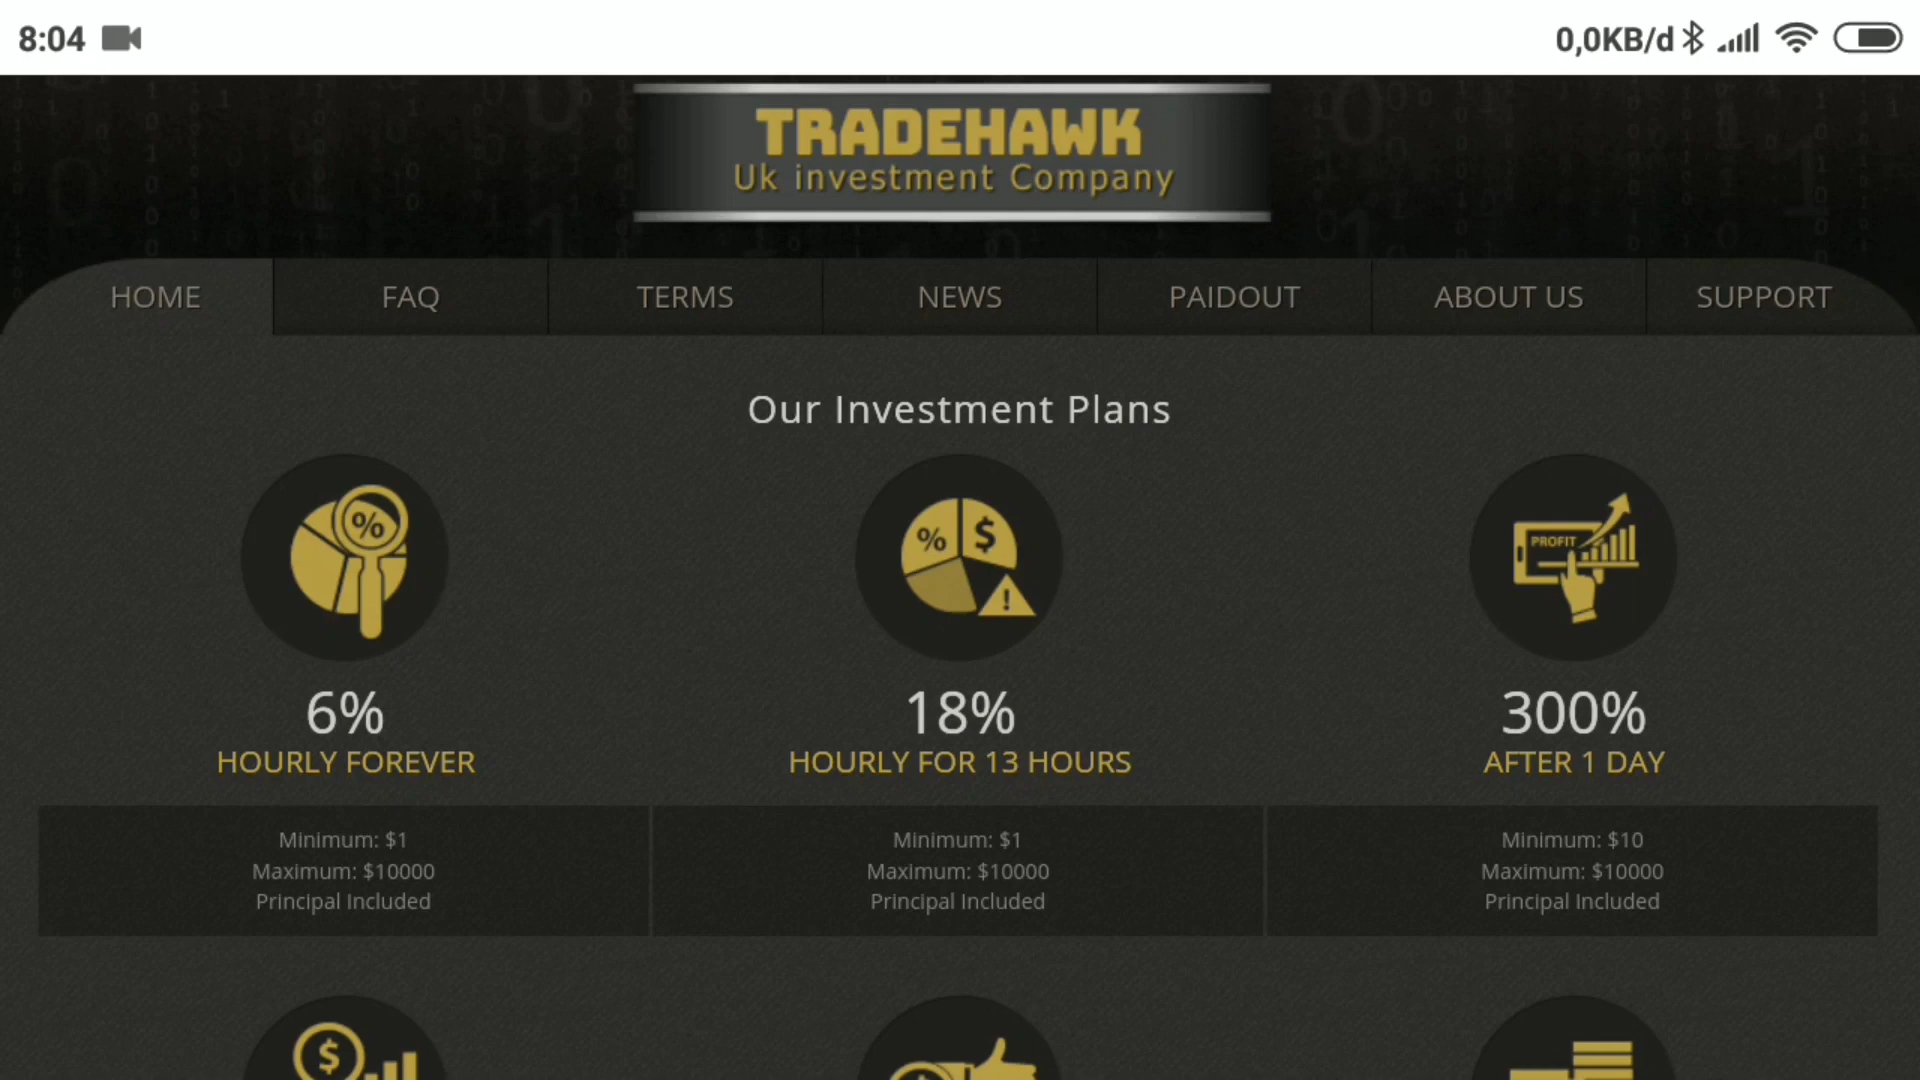 8:04
0,0KB/d
TRADEHAWK
Uk investment Company
HOME
FAQ
TERMS
NEWS
PAIDOUT
ABOUT US
SUPPORT
Our Investment Plans
%
% $
!
PROFIT
6%
HOURLY FOREVER
18%
HOURLY FOR 13 HOURS
300%
AFTER 1 DAY
Minimum: $1
Maximum: $10000
Principal Included
Minimum: $1
Maximum: $10000
Principal Included
Minimum: $10
Maximum: $10000
Principal Included
$